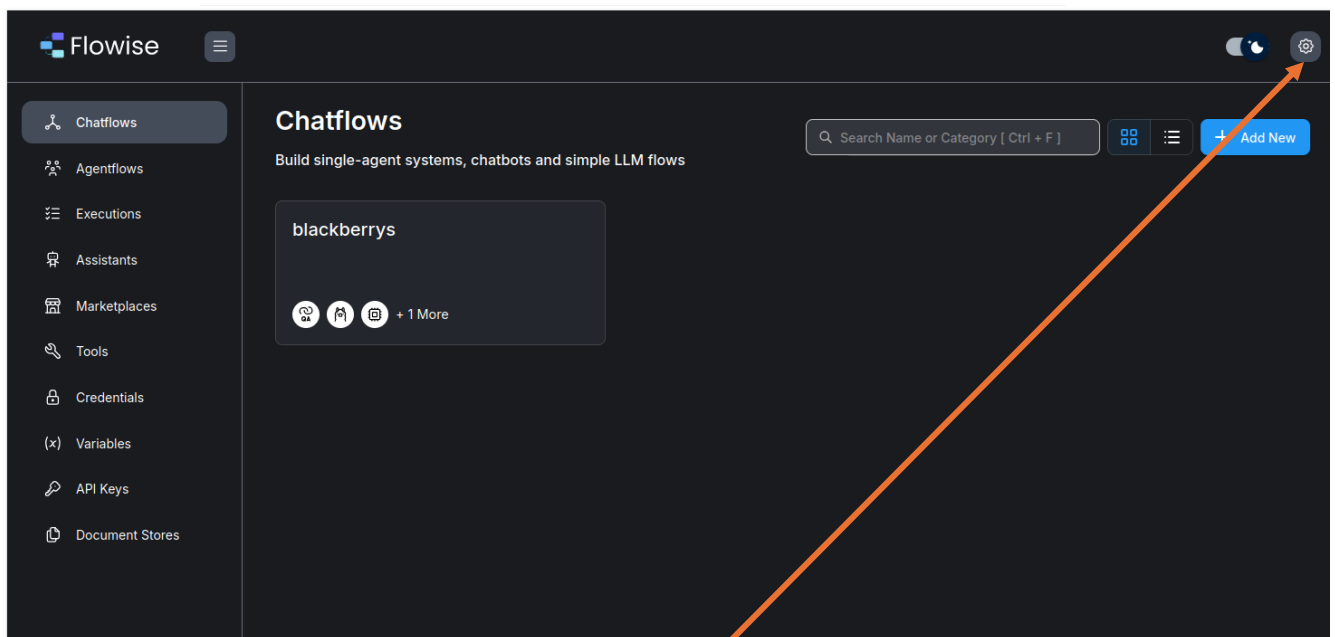 Flowise
Chatflows
Agentflows
Executions
Assistants
Marketplaces
Tools
Credentials
(x) Variables
API Keys
Document Stores
Chatflows
Build single-agent systems, chatbots and simple LLM flows
Search Name or Category [ Ctrl + F ]
+ Add New
blackberrys
QA
+ 1 More